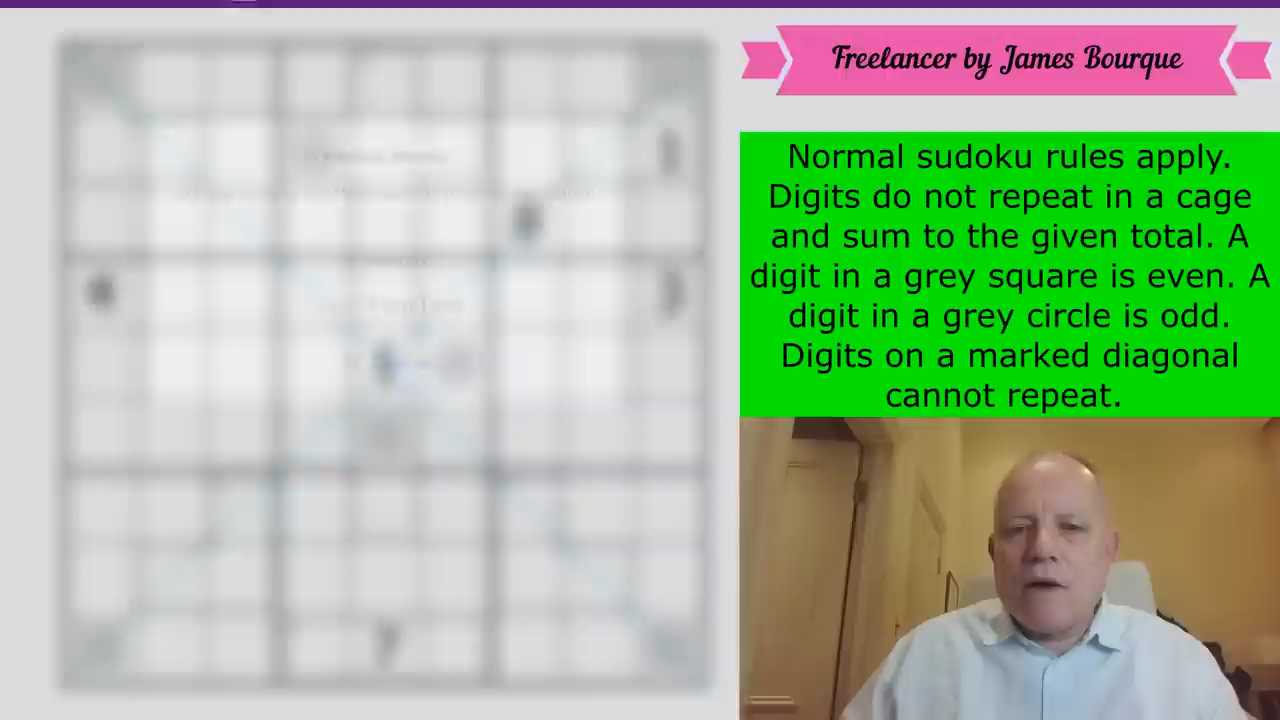 Freelancer by James Bourque
Normal sudoku rules apply.
Digits do not repeat in a cage
and sum to the given total. A
digit in a grey square is even. A
digit in a grey circle is odd.
Digits on a marked diagonal
cannot repeat.